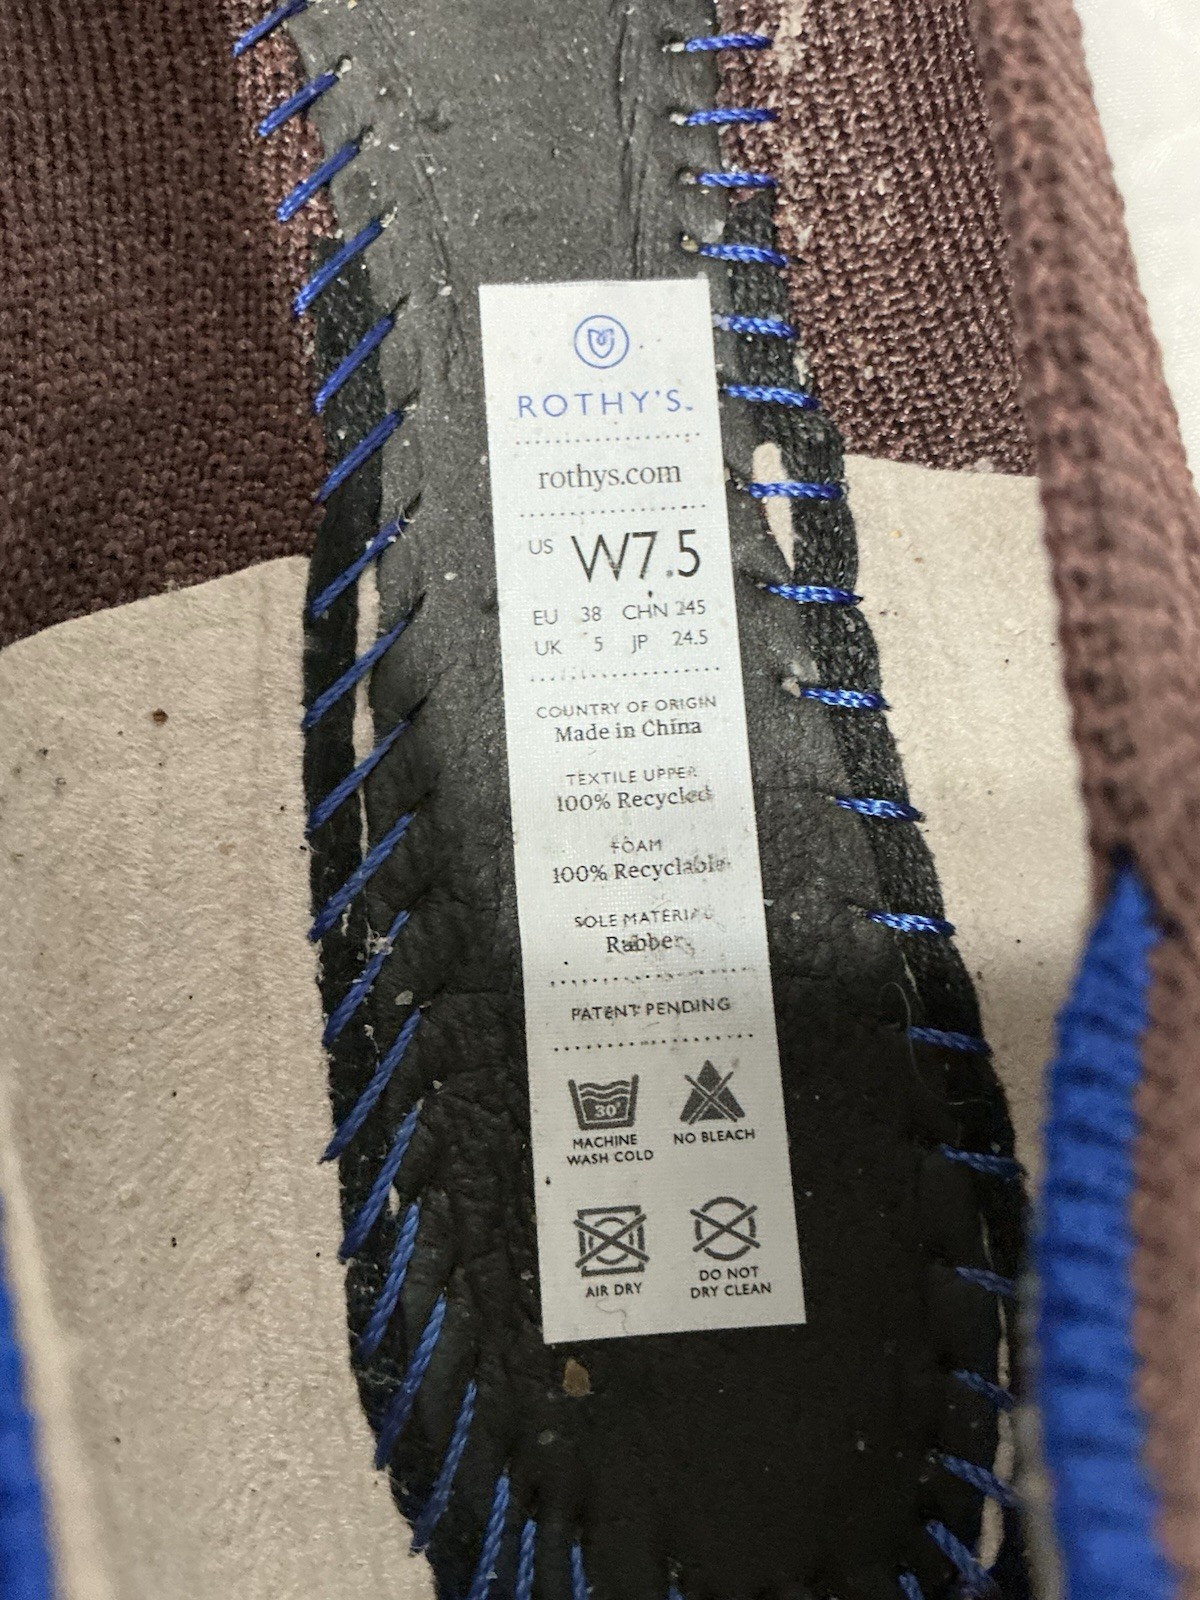 ROTHY'S™
rothys.com
US W7.5
EU 38 CHN 245
UK 5 JP 24.5
COUNTRY OF ORIGIN
Made in China
TEXTILE UPPER
100% Recycled
FOAM
100% Recyclable
SOLE MATERIAL
Rubber
PATENT PENDING
30°
MACHINE WASH COLD
NO BLEACH
AIR DRY
DO NOT DRY CLEAN